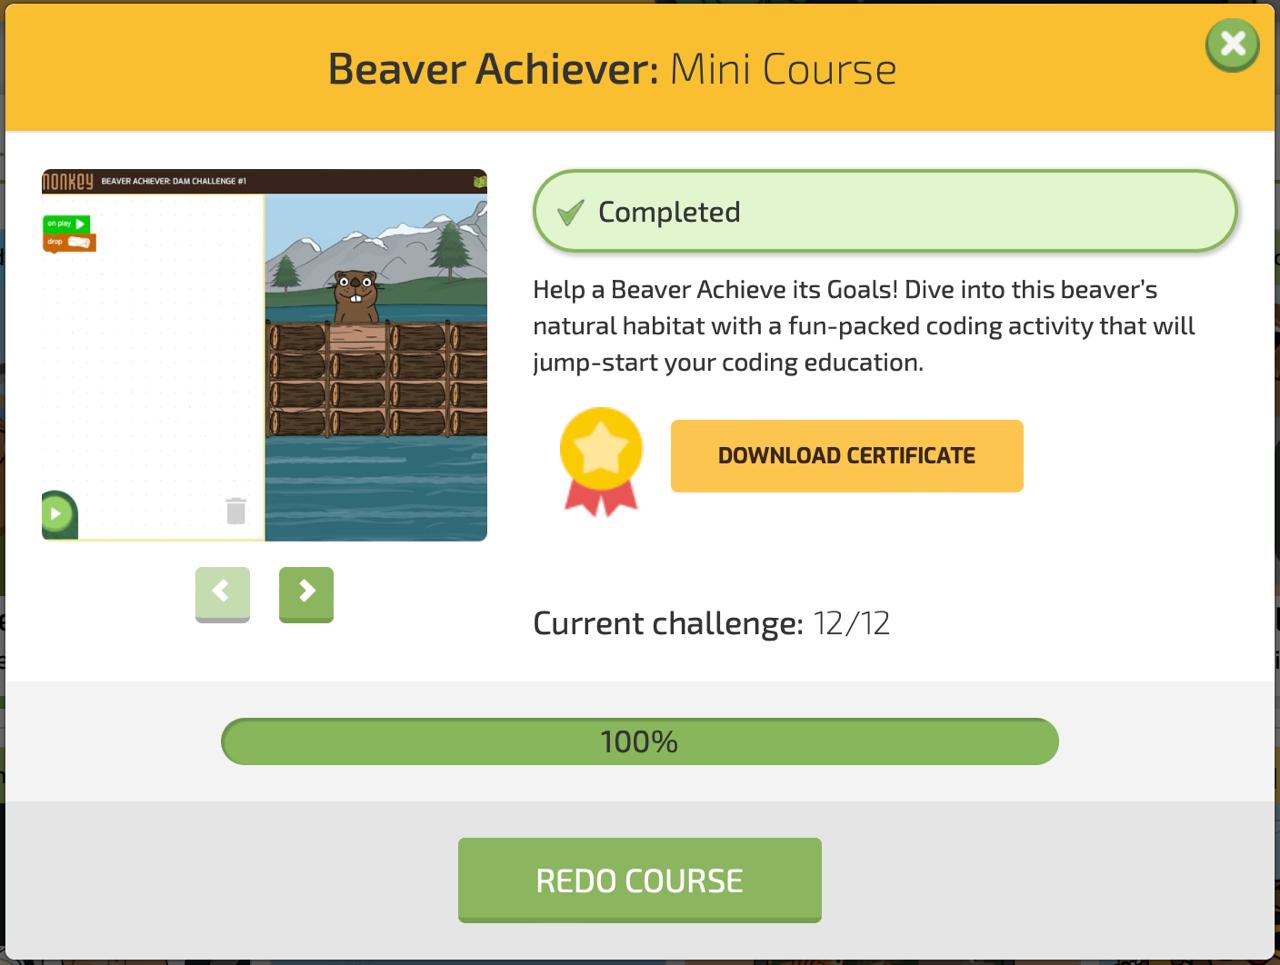 Beaver Achiever: Mini Course
monkey BEAVER ACHIEVER: DAM CHALLENGE #1
on play
drop
Completed
Help a Beaver Achieve its Goals! Dive into this beaver’s
natural habitat with a fun-packed coding activity that will
jump-start your coding education.
DOWNLOAD CERTIFICATE
Current challenge: 12/12
100%
REDO COURSE